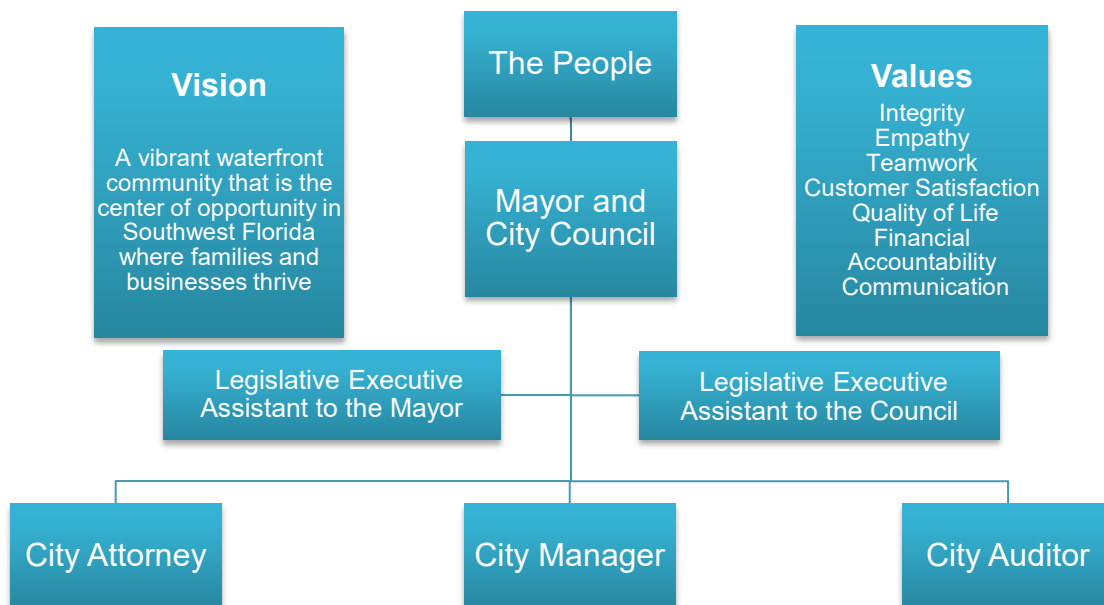 Vision
A vibrant waterfront
community that is the
center of opportunity in
Southwest Florida
where families and
businesses thrive
The People
Mayor and
City Council
Values
Integrity
Empathy
Teamwork
Customer Satisfaction
Quality of Life
Financial
Accountability
Communication
Legislative Executive
Assistant to the Mayor
Legislative Executive
Assistant to the Council
City Attorney
City Manager
City Auditor